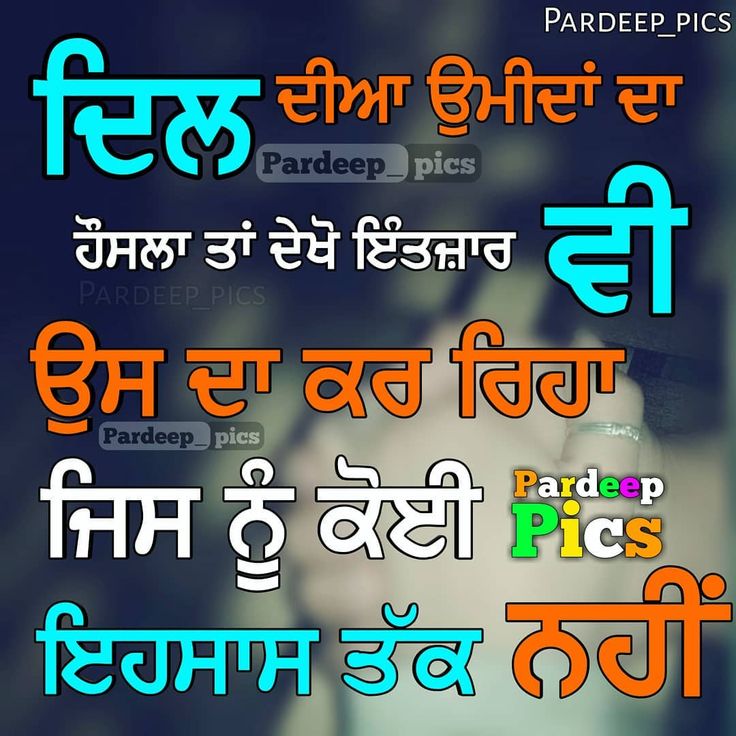 PARDEEP_PICS
ਦਿਲ ਦੀਆ ਉਮੀਦਾਂ ਦਾ
Pardeep_ pics
ਹੌਸਲਾ ਤਾਂ ਦੇਖੋ ਇੰਤਜ਼ਾਰ ਵੀ
PARDEEP_PICS
ਉਸ ਦਾ ਕਰ ਰਿਹਾ
Pardeep_ pics
ਜਿਸ ਨੂੰ ਕੋਈ
Pardeep
Pics
ਇਹਸਾਸ ਤੱਕ ਨਹੀਂ